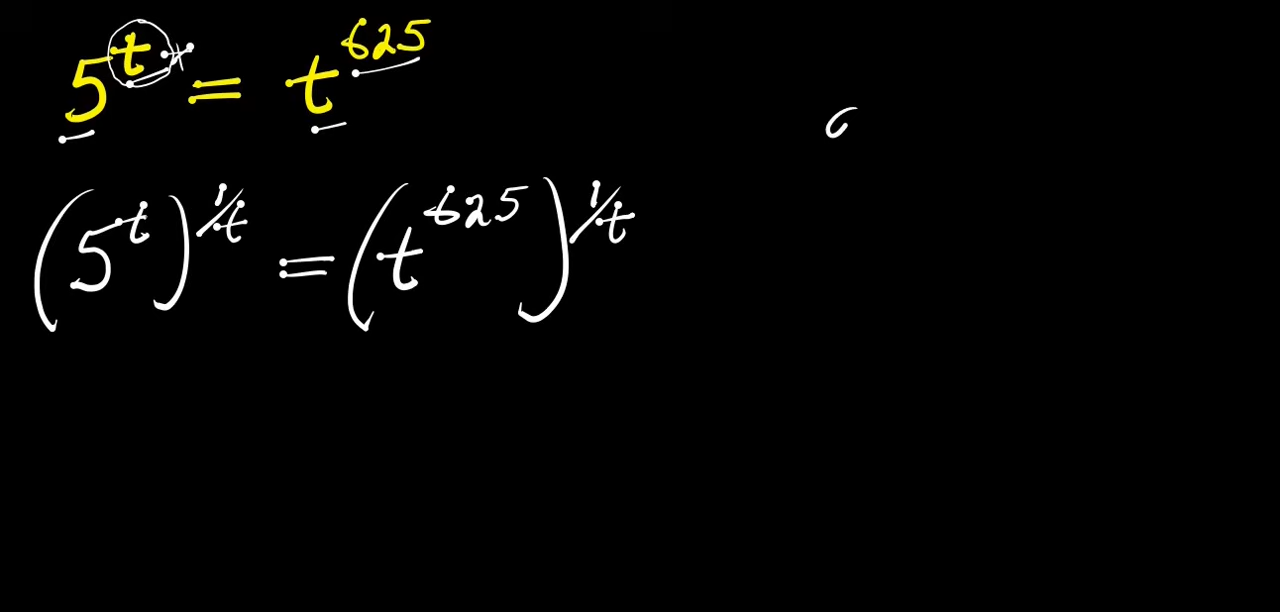 5^t = t^625
(5^t)^1/t = (t^625)^1/t